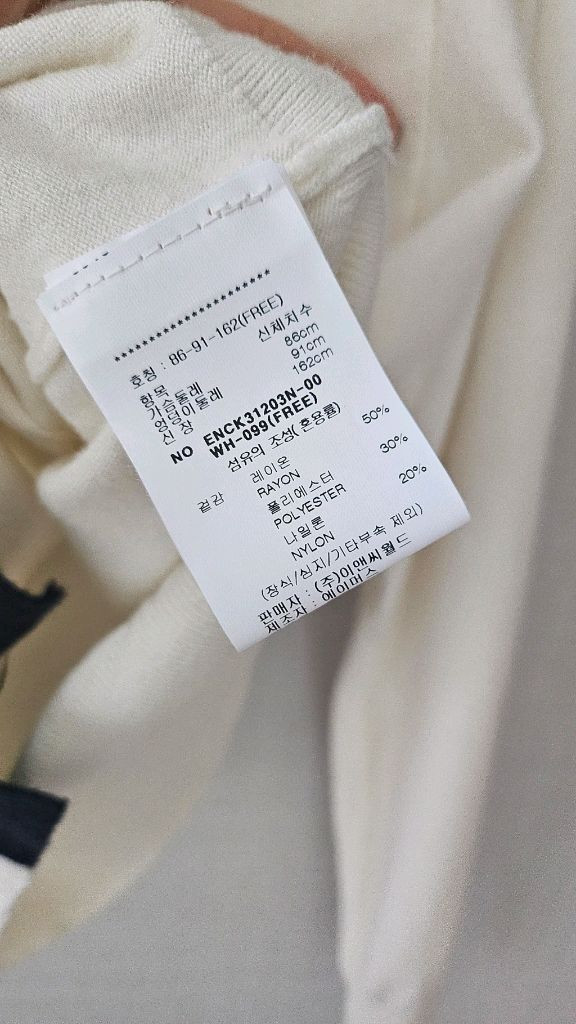 **********************
호칭 : 86-91-162(FREE)
항목 신체치수
가슴둘레 86cm
엉덩이둘레 91cm
신 장 162cm
NO ENCK31203N-00
WH-099(FREE)
섬유의 조성(혼용률)
겉감 레이온 50%
RAYON
폴리에스터 30%
POLYESTER
나일론 20%
NYLON
(장식/심지/기타부속 제외)
판매자 : (주)이앤씨월드
제조자 : 에이머스